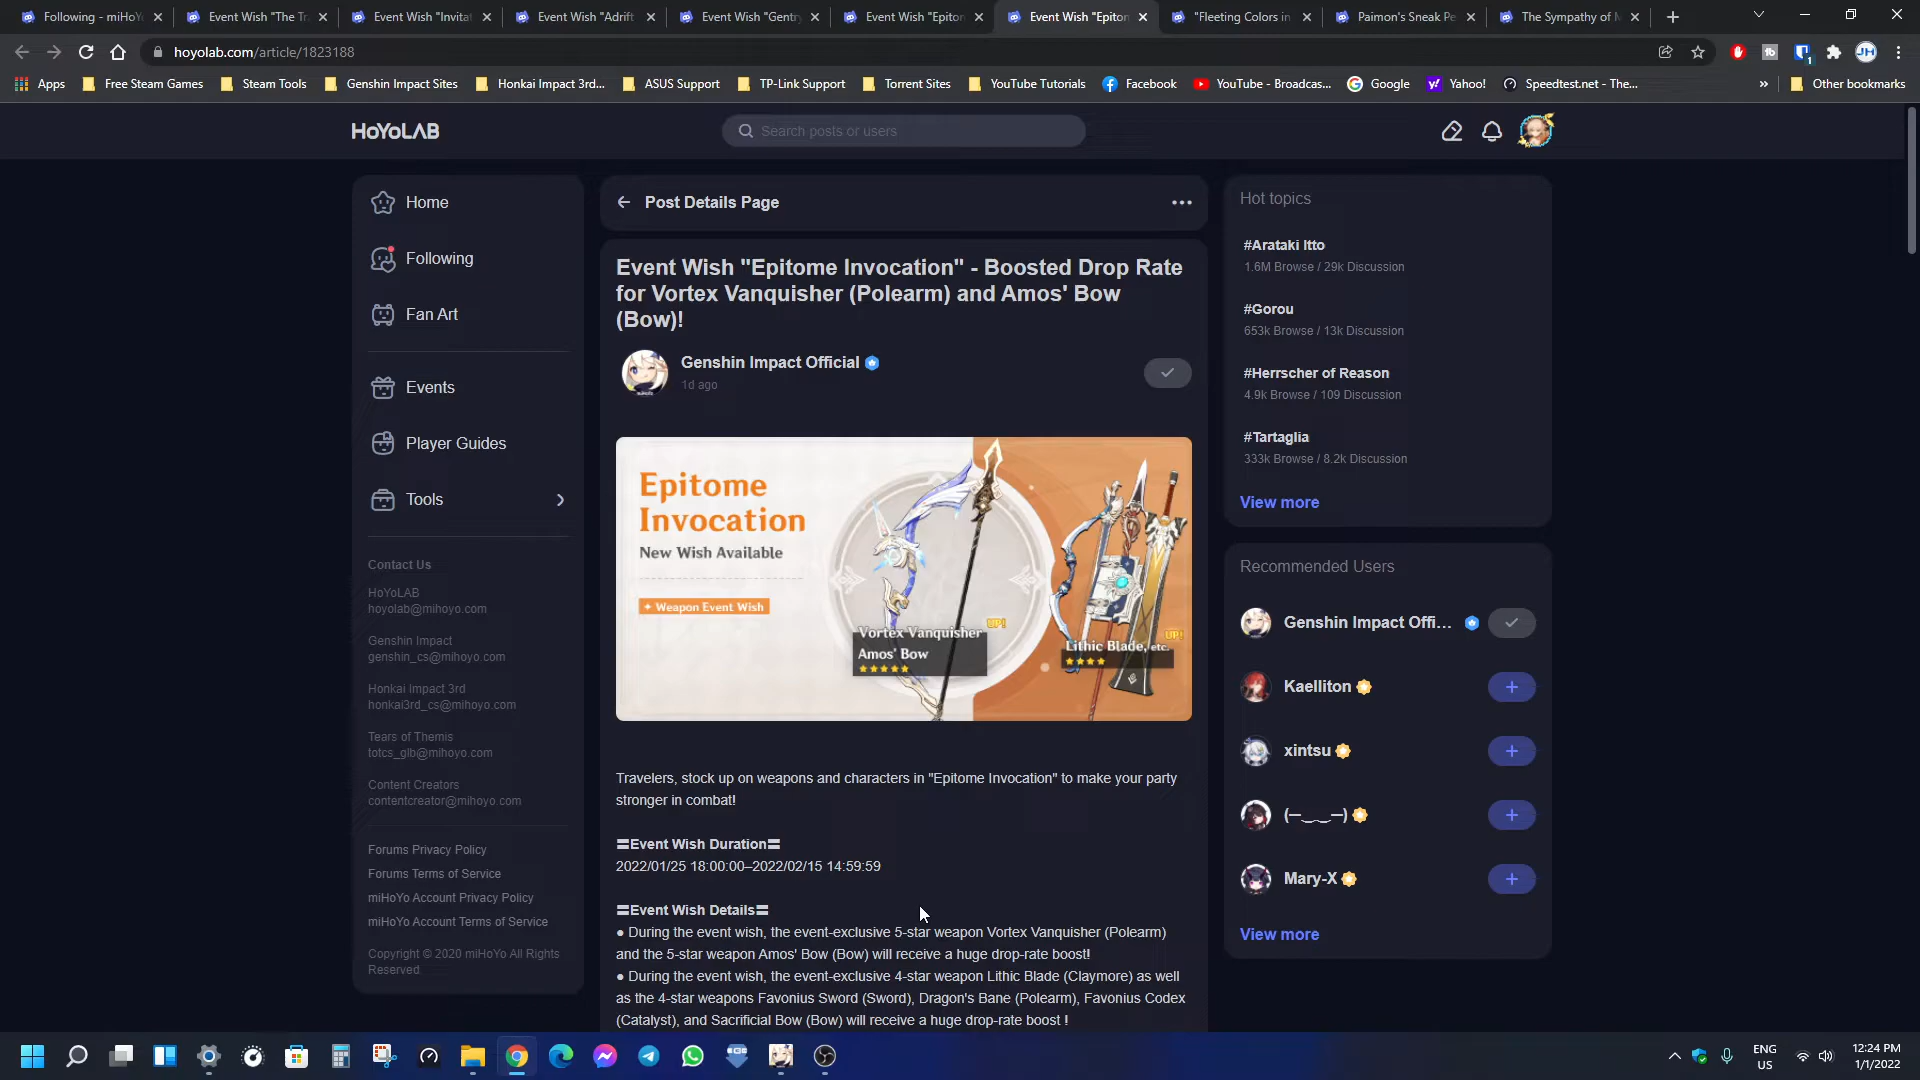 Following - miHoY
Event Wish "The Tr
Event Wish "Invitat
Event Wish "Adrift
Event Wish "Gentry
Event Wish "Epitom
Event Wish "Epitom
"Fleeting Colors in
Paimon's Sneak Pe
The Sympathy of M
hoyolab.com/article/1823188
Apps
Free Steam Games
Steam Tools
Genshin Impact Sites
Honkai Impact 3rd...
ASUS Support
TP-Link Support
Torrent Sites
YouTube Tutorials
Facebook
YouTube - Broadcas...
Google
Yahoo!
Speedtest.net - The...
»
Other bookmarks
HoYoLAB
Search posts or users
Home
Following
Fan Art
Events
Player Guides
Tools
Contact Us
HoYoLAB
hoyolab@mihoyo.com
Genshin Impact
genshin_cs@mihoyo.com
Honkai Impact 3rd
honkai3rd_cs@mihoyo.com
Tears of Themis
totcs_glb@mihoyo.com
Content Creators
contentcreator@mihoyo.com
Forums Privacy Policy
Forums Terms of Service
miHoYo Account Privacy Policy
miHoYo Account Terms of Service
Copyright © 2020 miHoYo All Rights
Reserved.
Post Details Page
Event Wish "Epitome Invocation" - Boosted Drop Rate
for Vortex Vanquisher (Polearm) and Amos' Bow
(Bow)!
Genshin Impact Official
1d ago
Epitome
Invocation
New Wish Available
✦ Weapon Event Wish
Vortex Vanquisher
UP!
Amos' Bow
★★★★★
UP!
Lithic Blade, etc.
★★★★
Travelers, stock up on weapons and characters in "Epitome Invocation" to make your party
stronger in combat!
〓Event Wish Duration〓
2022/01/25 18:00:00–2022/02/15 14:59:59
〓Event Wish Details〓
● During the event wish, the event-exclusive 5-star weapon Vortex Vanquisher (Polearm)
and the 5-star weapon Amos' Bow (Bow) will receive a huge drop-rate boost!
● During the event wish, the event-exclusive 4-star weapon Lithic Blade (Claymore) as well
as the 4-star weapons Favonius Sword (Sword), Dragon's Bane (Polearm), Favonius Codex
(Catalyst), and Sacrificial Bow (Bow) will receive a huge drop-rate boost !
Hot topics
#Arataki Itto
1.6M Browse / 29k Discussion
#Gorou
653k Browse / 13k Discussion
#Herrscher of Reason
4.9k Browse / 109 Discussion
#Tartaglia
333k Browse / 8.2k Discussion
View more
Recommended Users
Genshin Impact Offi...
Kaelliton
xintsu
(—‿‿—)
Mary-X
View more
JH
ENG
US
12:24 PM
1/1/2022